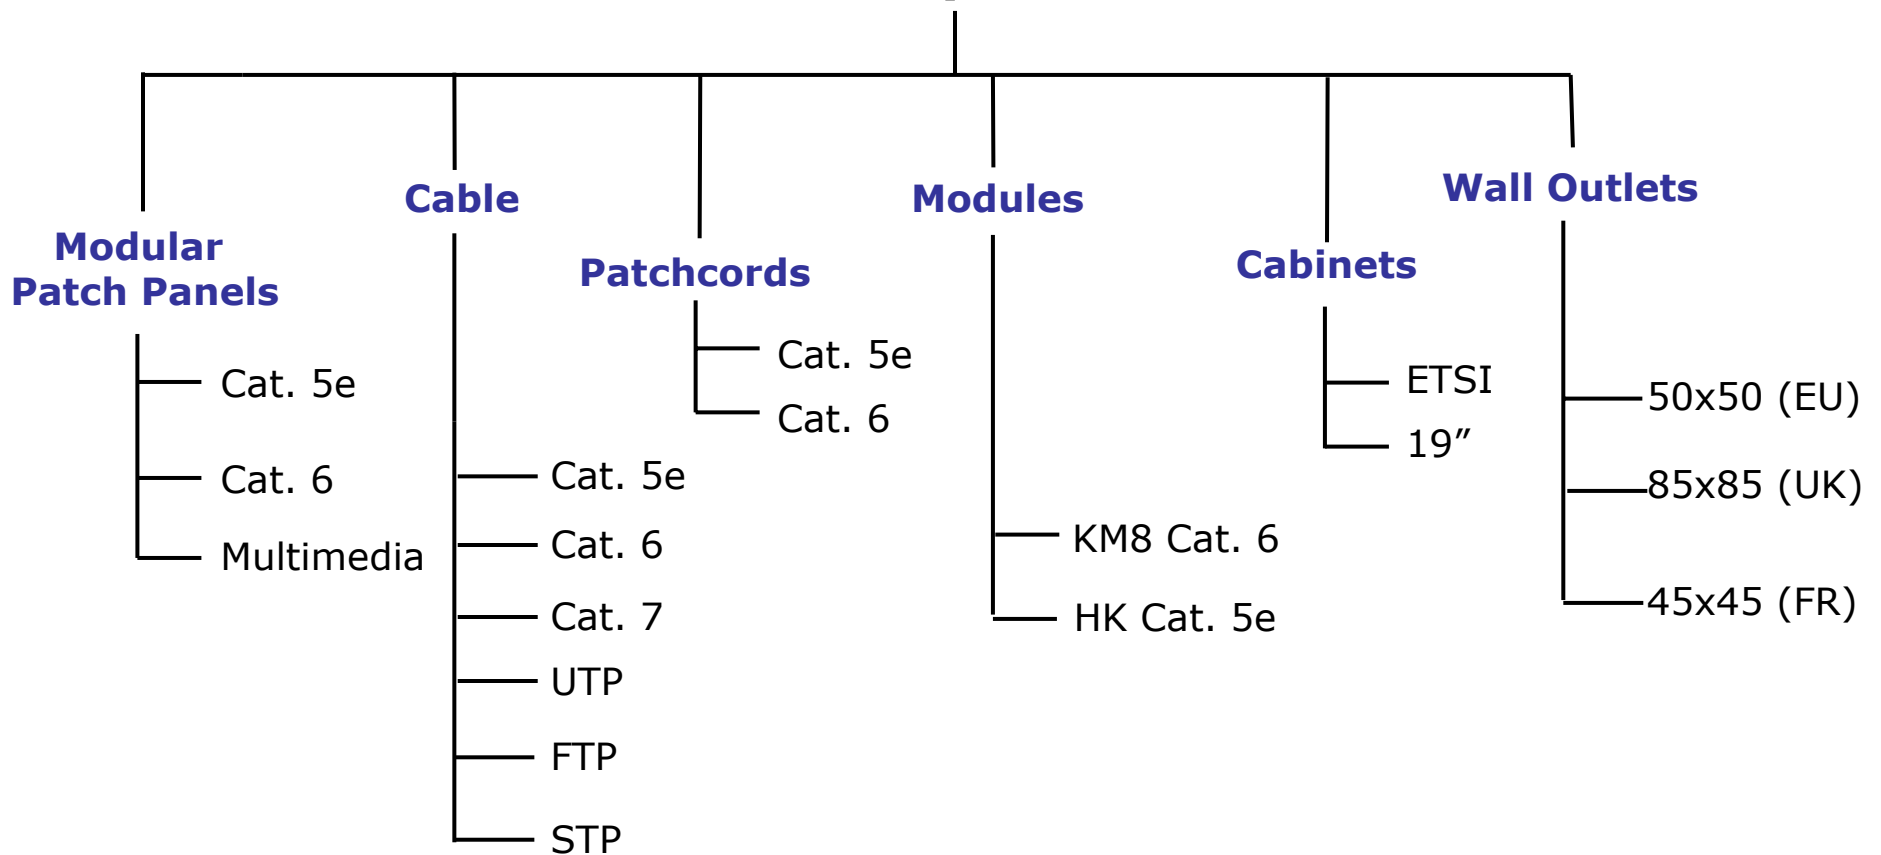 Modular
Patch Panels
Cat. 5e
Cat. 6
Multimedia
Cable
Cat. 5e
Cat. 6
Cat. 7
UTP
FTP
STP
Patchcords
Cat. 5e
Cat. 6
Modules
KM8 Cat. 6
HK Cat. 5e
Cabinets
ETSI
19″
Wall Outlets
50x50 (EU)
85x85 (UK)
45x45 (FR)